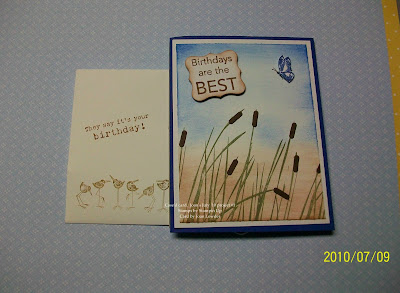 Birthdays
are the
BEST
They say it's your
birthday!
2010/07/09